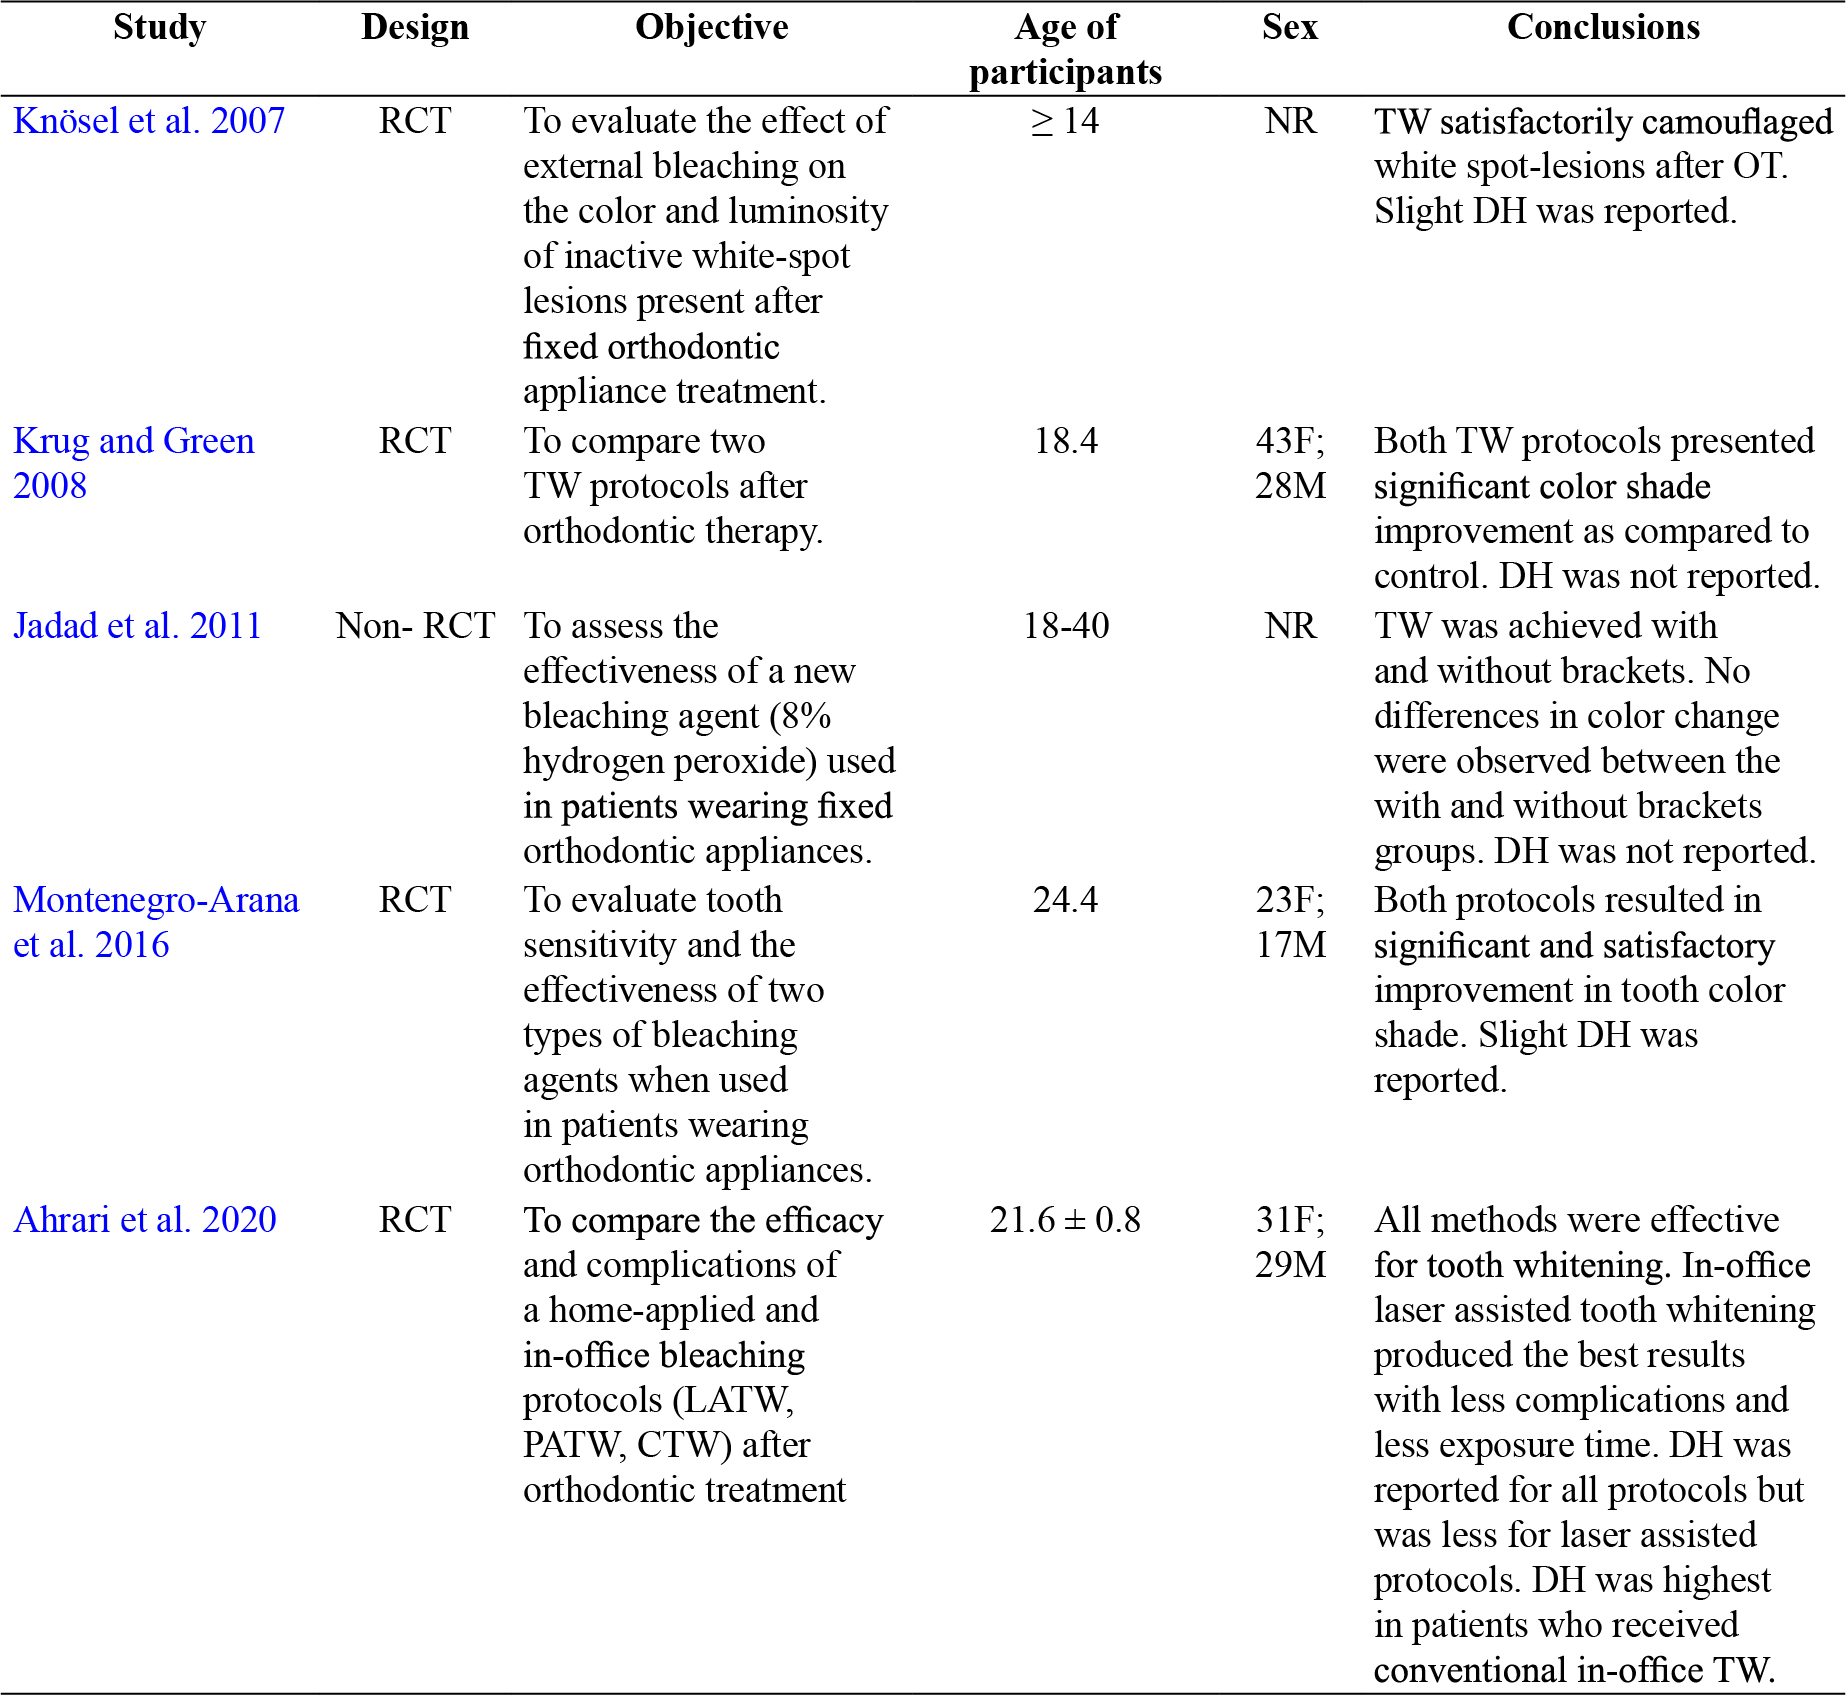 Study Design Objective Age of participants Sex Conclusions
Knösel et al. 2007
RCT
To evaluate the effect of
external bleaching on
the color and luminosity
of inactive white-spot
lesions present after
fixed orthodontic
appliance treatment.
≥ 14
NR
TW satisfactorily camouflaged
white spot-lesions after OT.
Slight DH was reported.
Krug and Green
2008
RCT
To compare two
TW protocols after
orthodontic therapy.
18.4
43F;
28M
Both TW protocols presented
significant color shade
improvement as compared to
control. DH was not reported.
Jadad et al. 2011
Non- RCT
To assess the
effectiveness of a new
bleaching agent (8%
hydrogen peroxide) used
in patients wearing fixed
orthodontic appliances.
18-40
NR
TW was achieved with
and without brackets. No
differences in color change
were observed between the
with and without brackets
groups. DH was not reported.
Montenegro-Arana
et al. 2016
RCT
To evaluate tooth
sensitivity and the
effectiveness of two
types of bleaching
agents when used
in patients wearing
orthodontic appliances.
24.4
23F;
17M
Both protocols resulted in
significant and satisfactory
improvement in tooth color
shade. Slight DH was
reported.
Ahrari et al. 2020
RCT
To compare the efficacy
and complications of
a home-applied and
in-office bleaching
protocols (LATW,
PATW, CTW) after
orthodontic treatment
21.6 ± 0.8
31F;
29M
All methods were effective
for tooth whitening. In-office
laser assisted tooth whitening
produced the best results
with less complications and
less exposure time. DH was
reported for all protocols but
was less for laser assisted
protocols. DH was highest
in patients who received
conventional in-office TW.